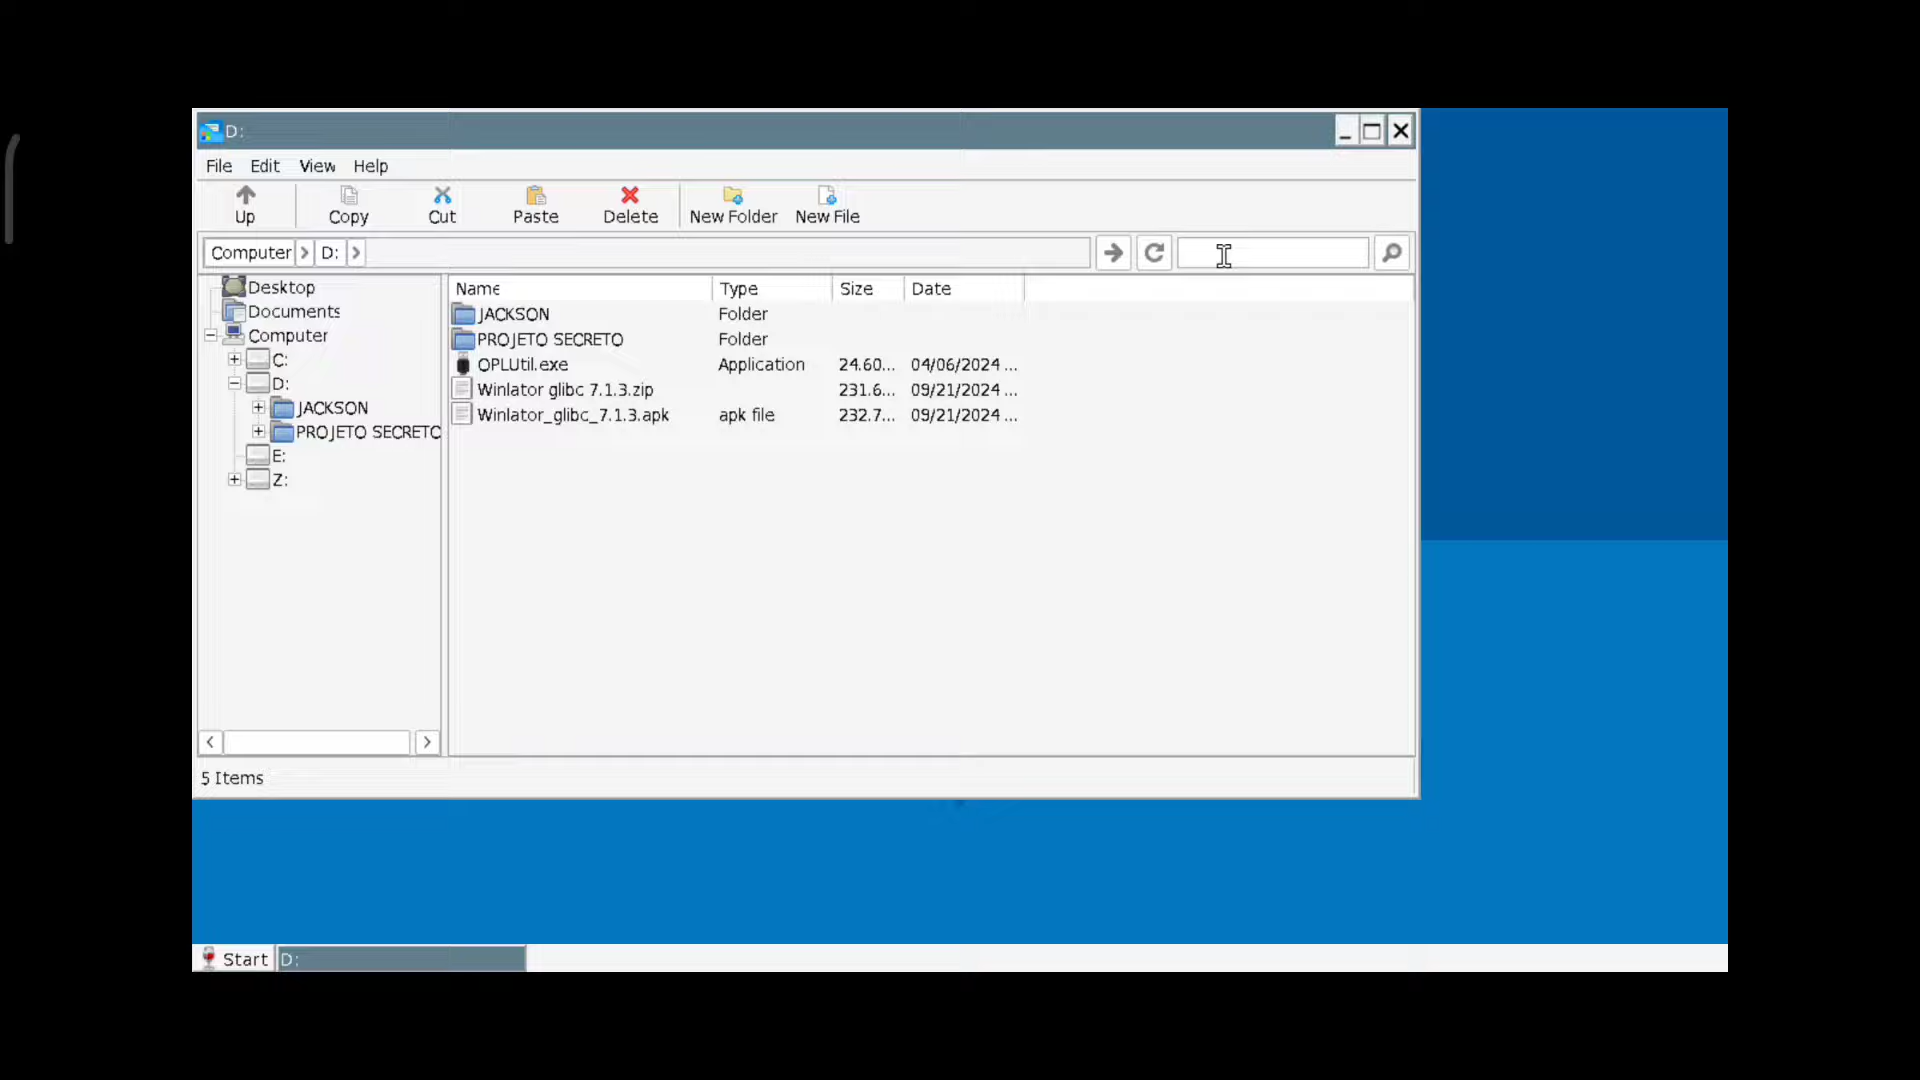 D:
File Edit View Help
Up Copy Cut Paste Delete New Folder New File
Computer D:
Desktop
Documents
Computer
C:
D:
JACKSON
PROJETO SECRETO
E:
Z:
Name Type Size Date
JACKSON Folder
PROJETO SECRETO Folder
OPLUtil.exe Application 24.60... 04/06/2024 ...
Winlator glibc 7.1.3.zip 231.6... 09/21/2024 ...
Winlator_glibc_7.1.3.apk apk file 232.7... 09/21/2024 ...
5 Items
Start D: